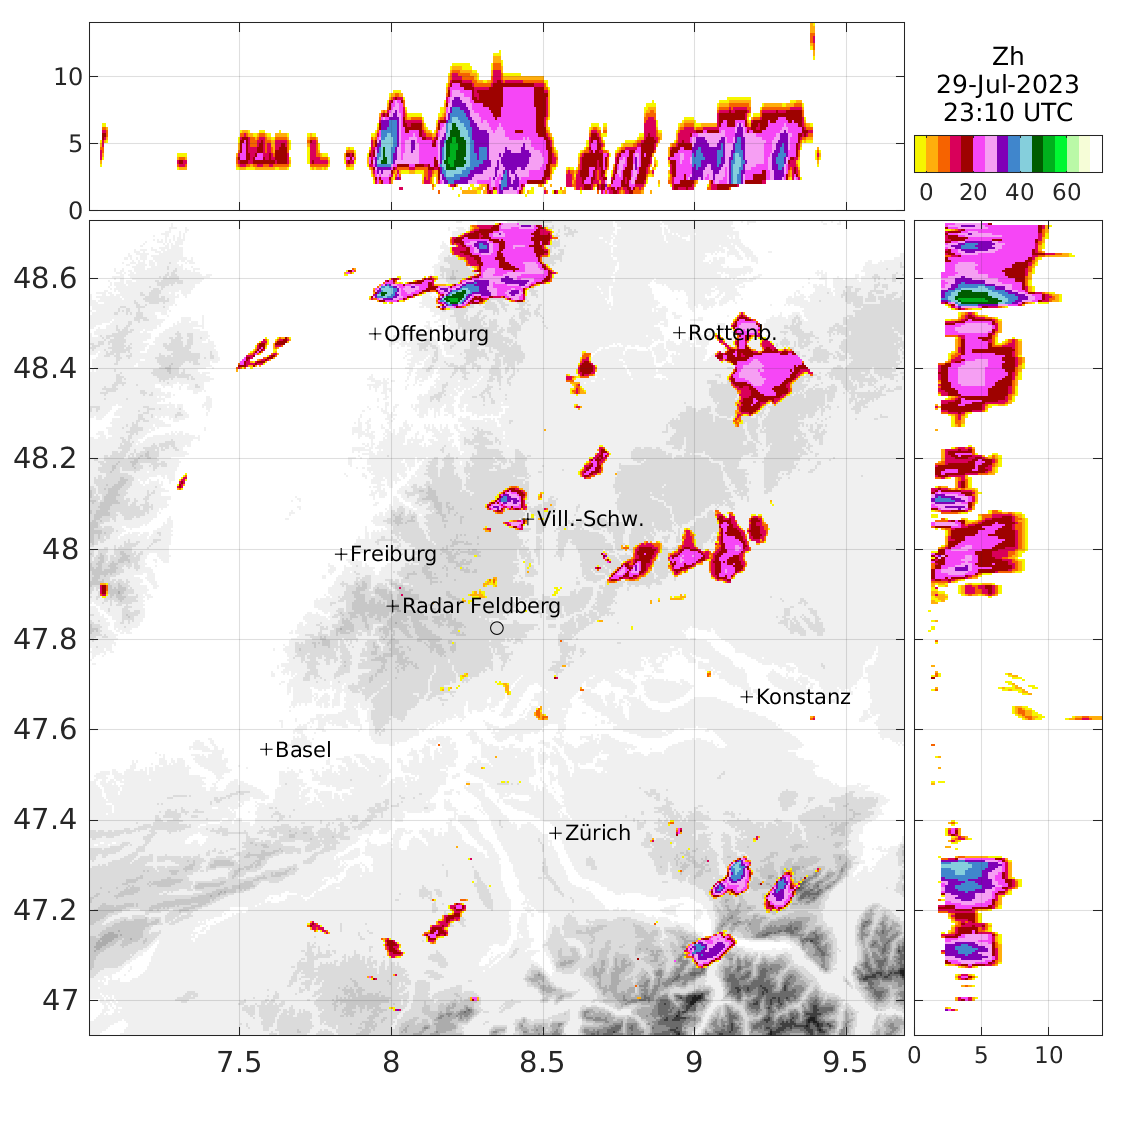 10
5
0
Zh
29-Jul-2023
23:10 UTC
0 20 40 60
48.6
48.4
48.2
48
47.8
47.6
47.4
47.2
47
+Offenburg
+Rottenb.
+Vill.-Schw.
+Freiburg
+Radar Feldberg
+Konstanz
+Basel
+Zürich
7.5 8 8.5 9 9.5
0 5 10